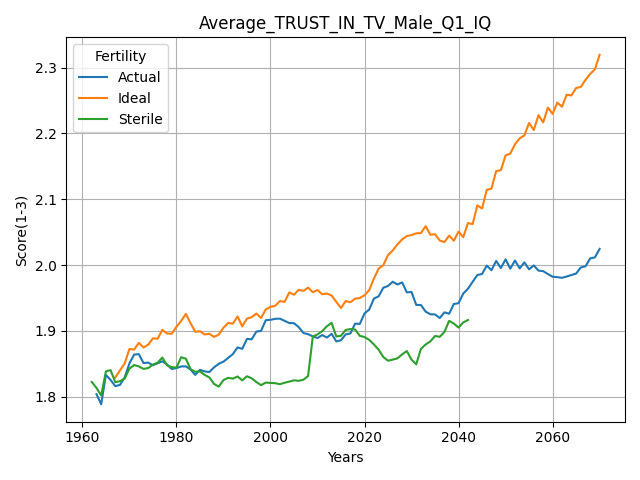 Average_TRUST_IN_TV_Male_Q1_IQ
Fertility
Actual
Ideal
Sterile
Score(1-3)
2.3
2.2
2.1
2.0
1.9
1.8
1960 1980 2000 2020 2040 2060
Years